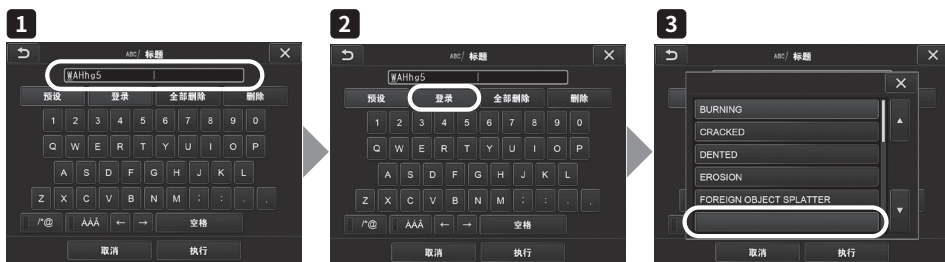 1
ABC/ 标题
WAHhg5
预设 登录 全部删除 删除
1 2 3 4 5 6 7 8 9 0
Q W E R T Y U I O P
A S D F G H J K L
Z X C V B N M ; : . ,
/*@ ÀÁÂ ← → 空格
取消 执行
2
ABC/ 标题
WAHhg5
预设 登录 全部删除 删除
1 2 3 4 5 6 7 8 9 0
Q W E R T Y U I O P
A S D F G H J K L
Z X C V B N M ; : . ,
/*@ ÀÁÂ ← → 空格
取消 执行
3
ABC/ 标题
BURNING
CRACKED
DENTED
EROSION
FOREIGN OBJECT SPLATTER
取消 执行